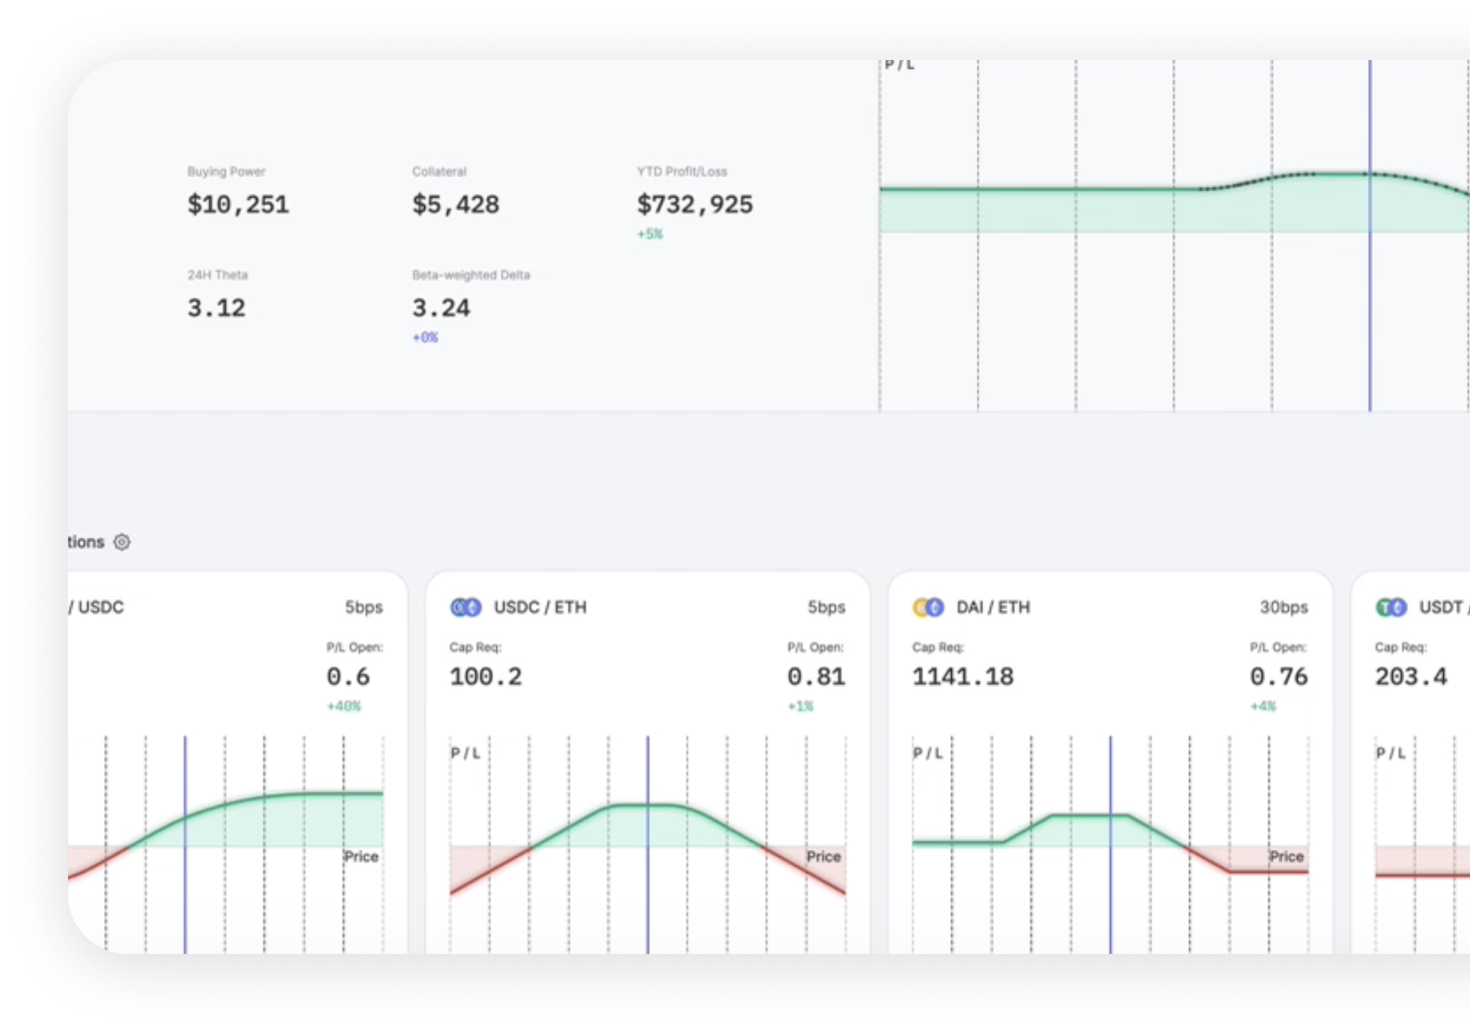 P / L
Buying Power
$10,251
Collateral
$5,428
YTD Profit/Loss
$732,925
+5%
24H Theta
3.12
Beta-weighted Delta
3.24
+0%
tions
/ USDC
5bps
P/L Open:
0.6
+40%
Price
USDC / ETH
5bps
Cap Req:
100.2
P/L Open:
0.81
+1%
P / L
Price
DAI / ETH
30bps
Cap Req:
1141.18
P/L Open:
0.76
+4%
P / L
Price
USDT /
Cap Req:
203.4
P / L